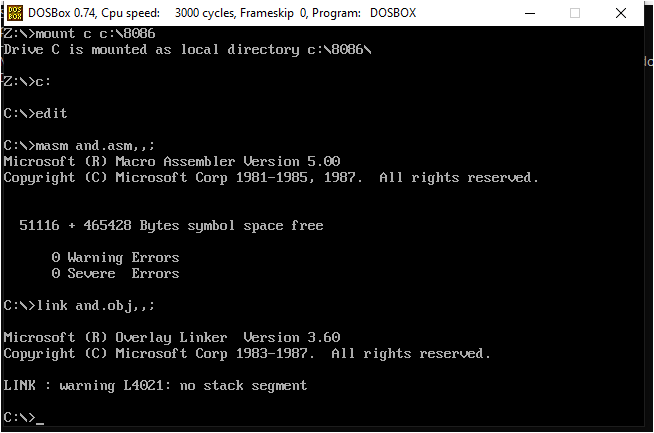 DOS BOX DOSBox 0.74, Cpu speed: 3000 cycles, Frameskip 0, Program: DOSBOX
Z:\>mount c c:\8086
Drive C is mounted as local directory c:\8086\
Z:\>c:
C:\>edit
C:\>masm and.asm,,;
Microsoft (R) Macro Assembler Version 5.00
Copyright (C) Microsoft Corp 1981-1985, 1987.  All rights reserved.
51116 + 465428 Bytes symbol space free
0 Warning Errors
0 Severe  Errors
C:\>link and.obj,,;
Microsoft (R) Overlay Linker  Version 3.60
Copyright (C) Microsoft Corp 1983-1987.  All rights reserved.
LINK : warning L4021: no stack segment
C:\>_